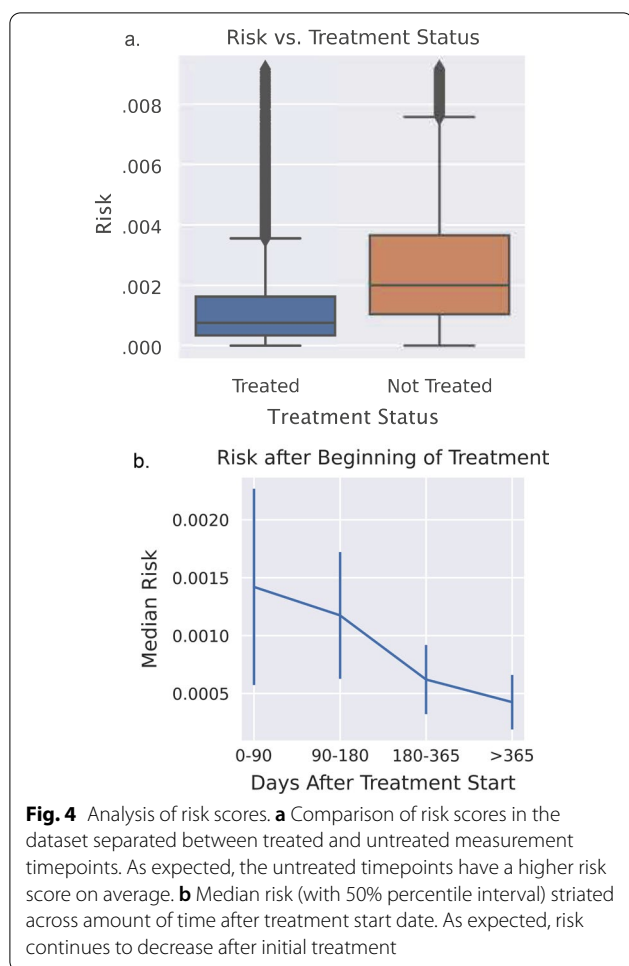 a.
Risk vs. Treatment Status
.008
.006
.004
.002
.000
Risk
Treated Not Treated
Treatment Status
b.
Risk after Beginning of Treatment
0.0020
0.0015
0.0010
0.0005
Median Risk
0-90 90-180 180-365 >365
Days After Treatment Start
Fig. 4 Analysis of risk scores. a Comparison of risk scores in the
dataset separated between treated and untreated measurement
timepoints. As expected, the untreated timepoints have a higher risk
score on average. b Median risk (with 50% percentile interval) striated
across amount of time after treatment start date. As expected, risk
continues to decrease after initial treatment